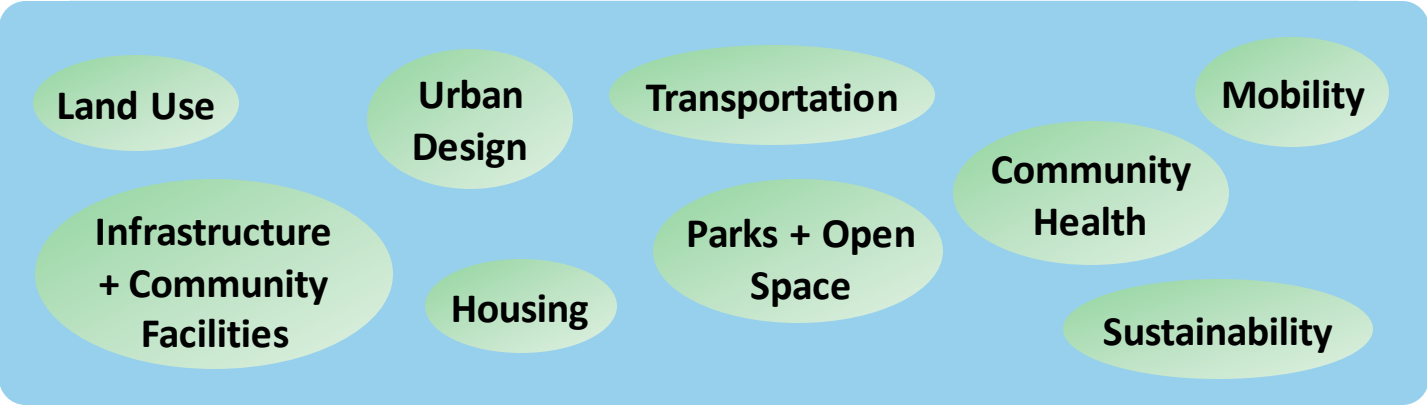 Land Use
Urban
Design
Transportation
Mobility
Community
Health
Infrastructure
+ Community
Facilities
Housing
Parks + Open
Space
Sustainability